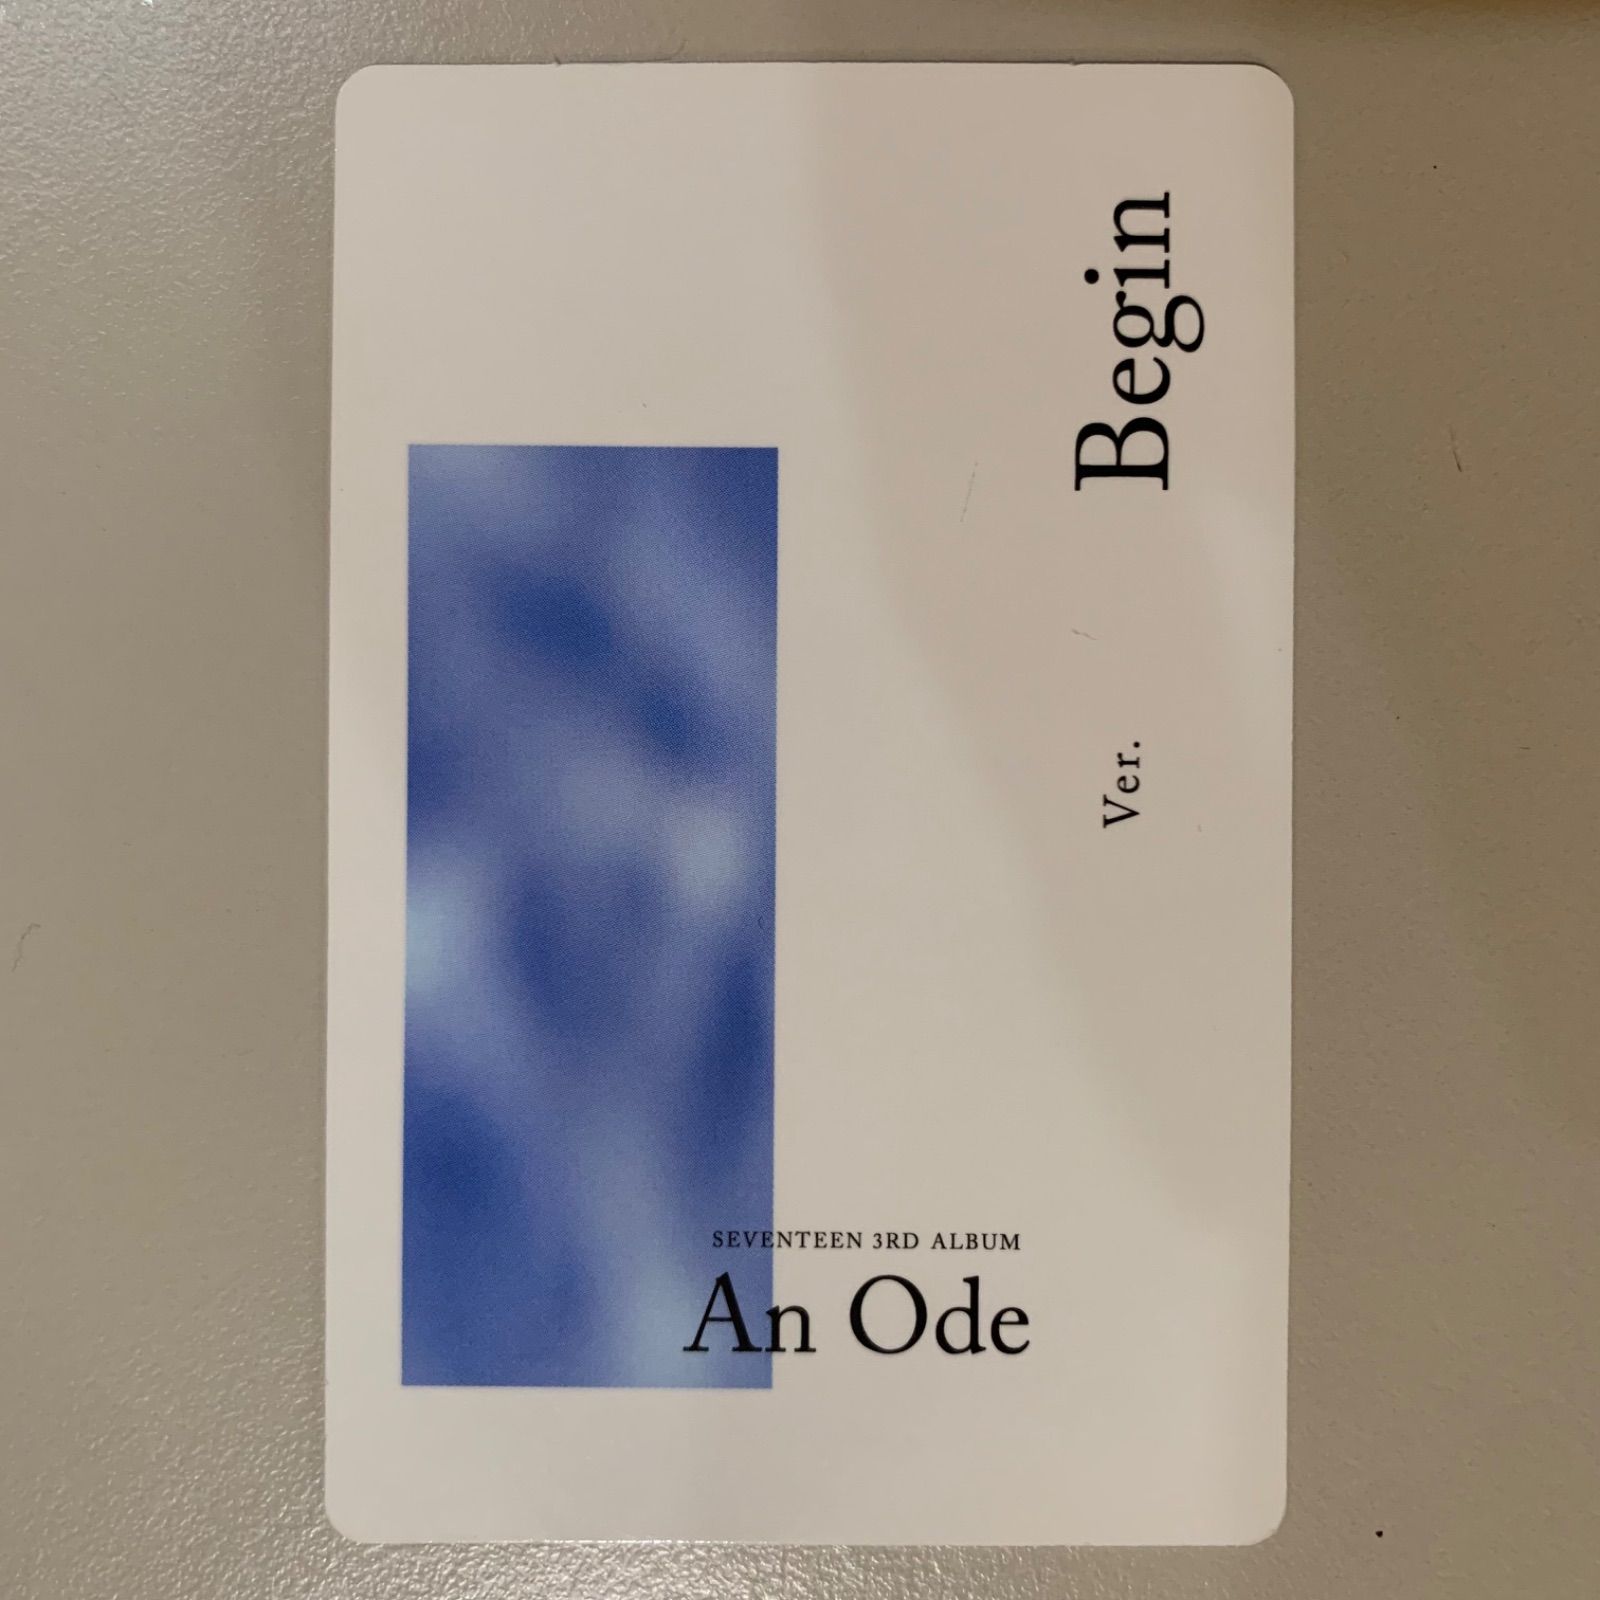 Begin
Ver.
SEVENTEEN 3RD ALBUM
An Ode